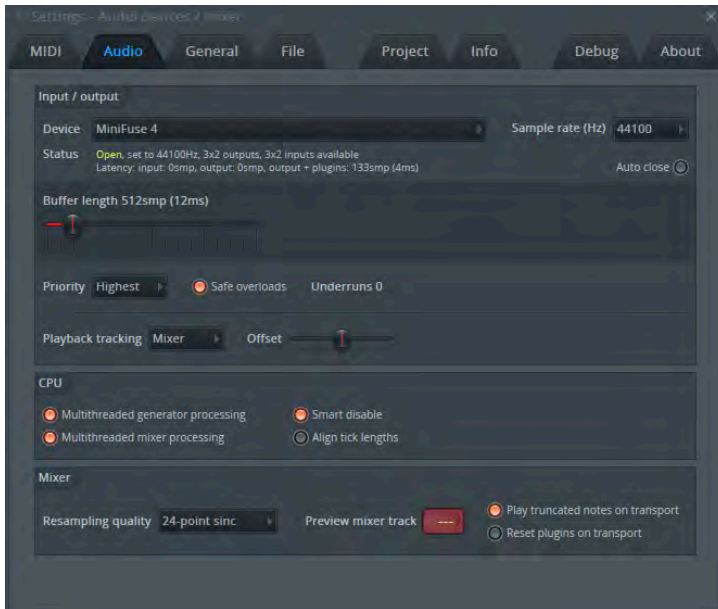 Settings - Audio Devices / mixer
MIDI Audio General File Project Info Debug About
Input / output
Device MiniFuse 4 Sample rate (Hz) 44100
Status Open, set to 44100Hz, 3x2 outputs, 3x2 inputs available
Latency: input: 0smp, output: 0smp, output + plugins: 133smp (4ms) Auto close
Buffer length 512smp (12ms)
Priority Highest Safe overloads Underruns 0
Playback tracking Mixer Offset
CPU
Multithreaded generator processing Smart disable
Multithreaded mixer processing Align tick lengths
Mixer
Resampling quality 24-point sinc Preview mixer track --- Play truncated notes on transport
Reset plugins on transport